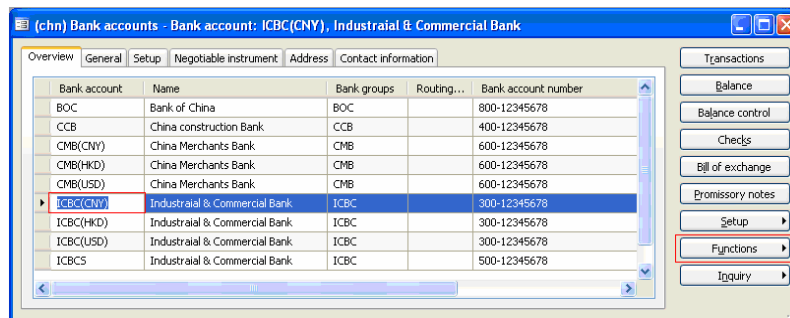 (chn) Bank accounts - Bank account: ICBC(CNY), Industraial & Commercial Bank
Overview General Setup Negotiable instrument Address Contact information
Bank account Name Bank groups Routing... Bank account number
BOC Bank of China BOC 800-12345678
CCB China construction Bank CCB 400-12345678
CMB(CNY) China Merchants Bank CMB 600-12345678
CMB(HKD) China Merchants Bank CMB 600-12345678
CMB(USD) China Merchants Bank CMB 600-12345678
ICBC(CNY) Industraial & Commercial Bank ICBC 300-12345678
ICBC(HKD) Industraial & Commercial Bank ICBC 300-12345678
ICBC(USD) Industraial & Commercial Bank ICBC 300-12345678
ICBCS Industraial & Commercial Bank ICBC 500-12345678
Transactions
Balance
Balance control
Checks
Bill of exchange
Promissory notes
Setup
Functions
Inquiry